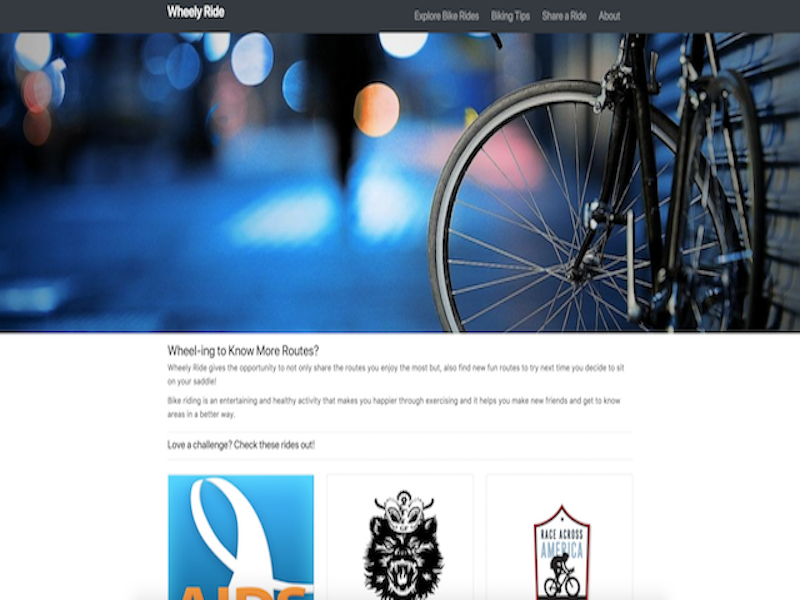 Wheely Ride
Explore Bike Rides Biking Tips Share a Ride About
Wheel-ing to Know More Routes?
Wheely Ride gives the opportunity to not only share the routes you enjoy the most but, also find new fun routes to try next time you decide to sit
on your saddle!
Bike riding is an entertaining and healthy activity that makes you happier through exercising and it helps you make new friends and get to know
areas in a better way.
Love a challenge? Check these rides out!
AIDS
RACE ACROSS
AMERICA